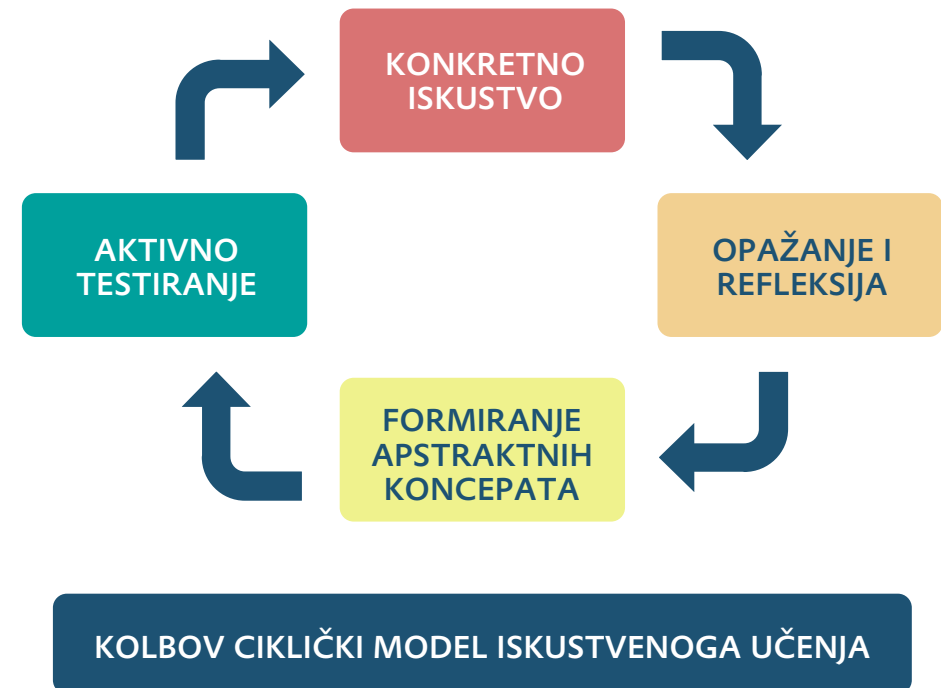 KONKRETNO
ISKUSTVO
OPAŽANJE I
REFLEKSIJA
FORMIRANJE
APSTRAKTNIH
KONCEPATA
AKTIVNO
TESTIRANJE
KOLBOV CIKLIČKI MODEL ISKUSTVENOGA UČENJA